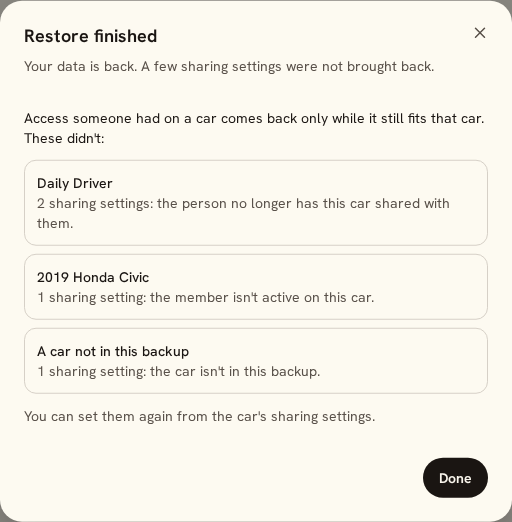 Restore finished
Your data is back. A few sharing settings were not brought back.
Access someone had on a car comes back only while it still fits that car.
These didn't:
Daily Driver
2 sharing settings: the person no longer has this car shared with
them.
2019 Honda Civic
1 sharing setting: the member isn't active on this car.
A car not in this backup
1 sharing setting: the car isn't in this backup.
You can set them again from the car's sharing settings.
Done